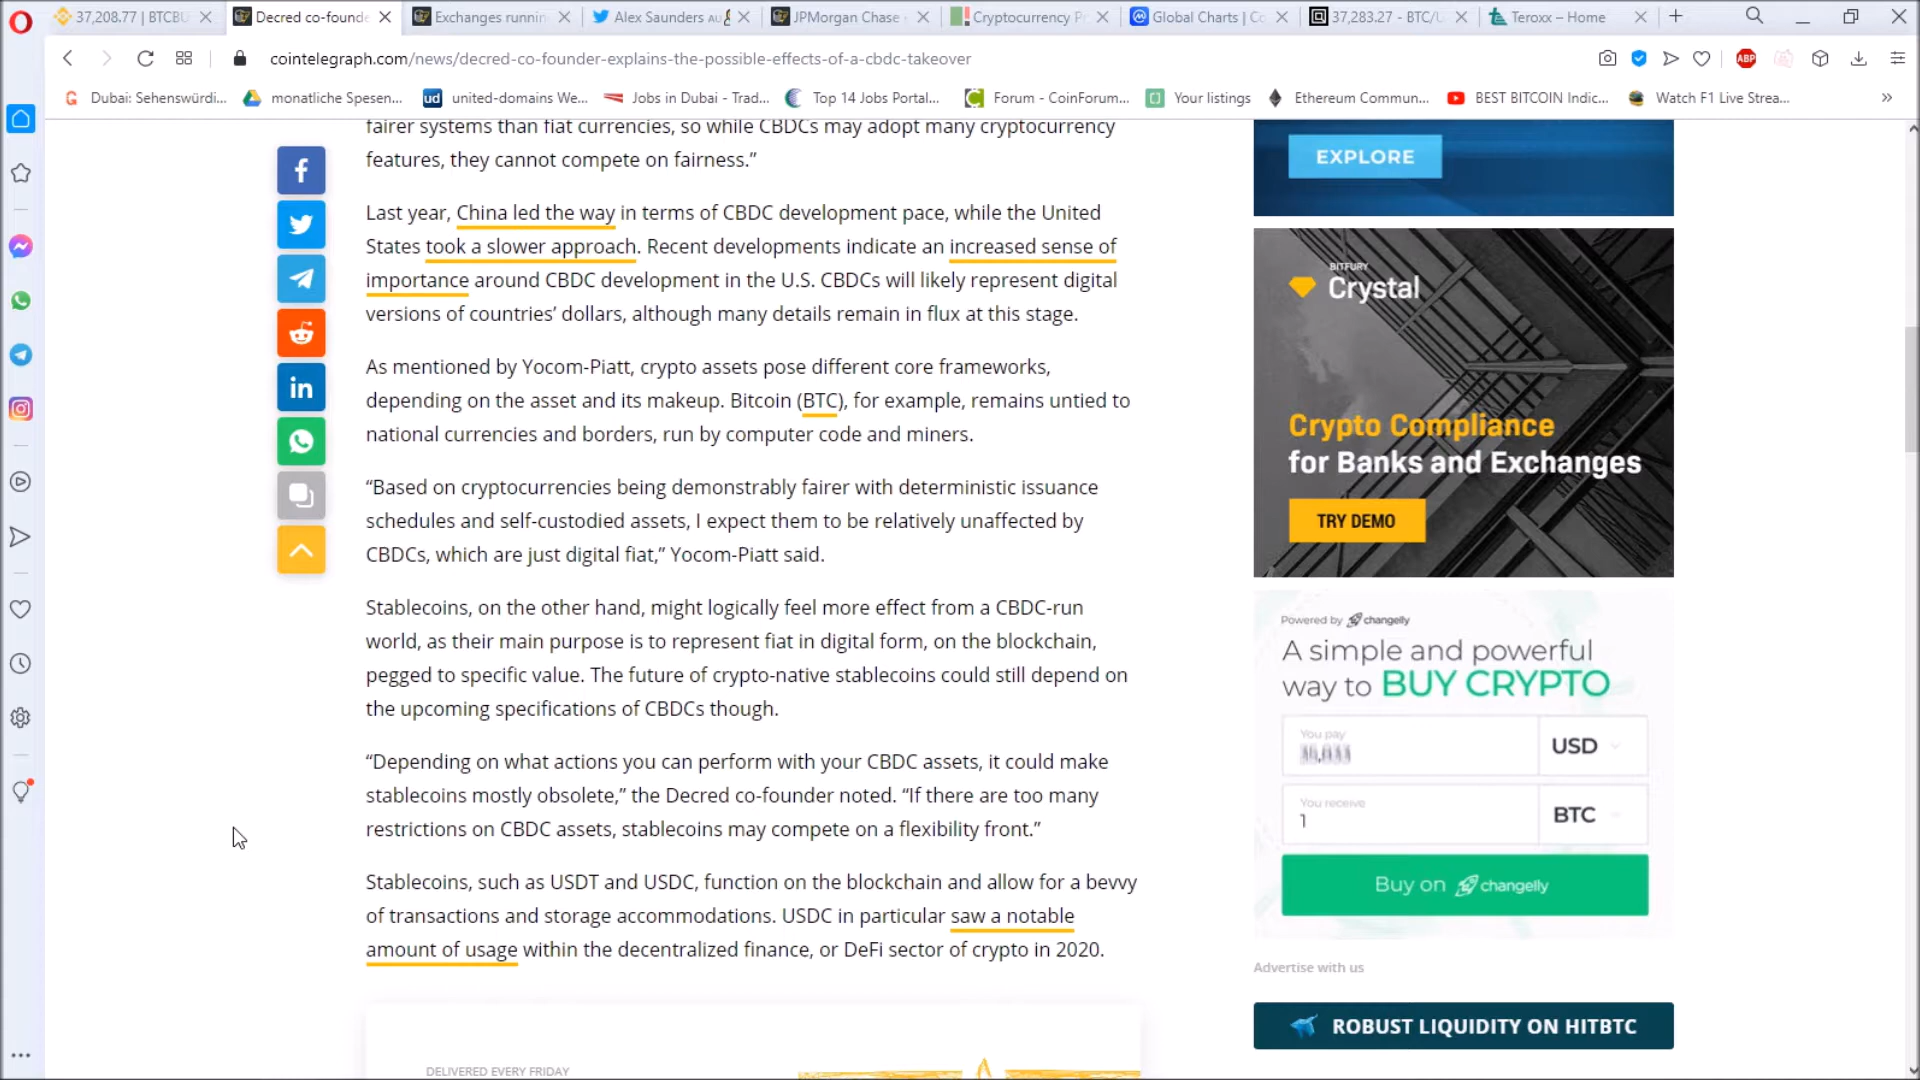 37,208.77 | BTCBU
Decred co-founde
Exchanges runnin
Alex Saunders AU
JPMorgan Chase
Cryptocurrency Pr
Global Charts | Co
37,283.27 - BTC/U
Teroxx – Home
cointelegraph.com/news/decred-co-founder-explains-the-possible-effects-of-a-cbdc-takeover
ABP
G Dubai: Sehenswürdi...
monatliche Spesen...
ud united-domains We...
Jobs in Dubai - Trad...
Top 14 Jobs Portal...
Forum - CoinForum...
Your listings
Ethereum Commun...
BEST BITCOIN Indic...
Watch F1 Live Strea...
fairer systems than fiat currencies, so while CBDCs may adopt many cryptocurrency
features, they cannot compete on fairness.”
Last year, China led the way in terms of CBDC development pace, while the United
States took a slower approach. Recent developments indicate an increased sense of
importance around CBDC development in the U.S. CBDCs will likely represent digital
versions of countries’ dollars, although many details remain in flux at this stage.
As mentioned by Yocom-Piatt, crypto assets pose different core frameworks,
depending on the asset and its makeup. Bitcoin (BTC), for example, remains untied to
national currencies and borders, run by computer code and miners.
“Based on cryptocurrencies being demonstrably fairer with deterministic issuance
schedules and self-custodied assets, I expect them to be relatively unaffected by
CBDCs, which are just digital fiat,” Yocom-Piatt said.
Stablecoins, on the other hand, might logically feel more effect from a CBDC-run
world, as their main purpose is to represent fiat in digital form, on the blockchain,
pegged to specific value. The future of crypto-native stablecoins could still depend on
the upcoming specifications of CBDCs though.
“Depending on what actions you can perform with your CBDC assets, it could make
stablecoins mostly obsolete,” the Decred co-founder noted. “If there are too many
restrictions on CBDC assets, stablecoins may compete on a flexibility front.”
Stablecoins, such as USDT and USDC, function on the blockchain and allow for a bevvy
of transactions and storage accommodations. USDC in particular saw a notable
amount of usage within the decentralized finance, or DeFi sector of crypto in 2020.
DELIVERED EVERY FRIDAY
EXPLORE
BITFURY
Crystal
Crypto Compliance
for Banks and Exchanges
TRY DEMO
Powered by changelly
A simple and powerful
way to BUY CRYPTO
You pay
USD
You receive
1
BTC
Buy on changelly
Advertise with us
ROBUST LIQUIDITY ON HITBTC